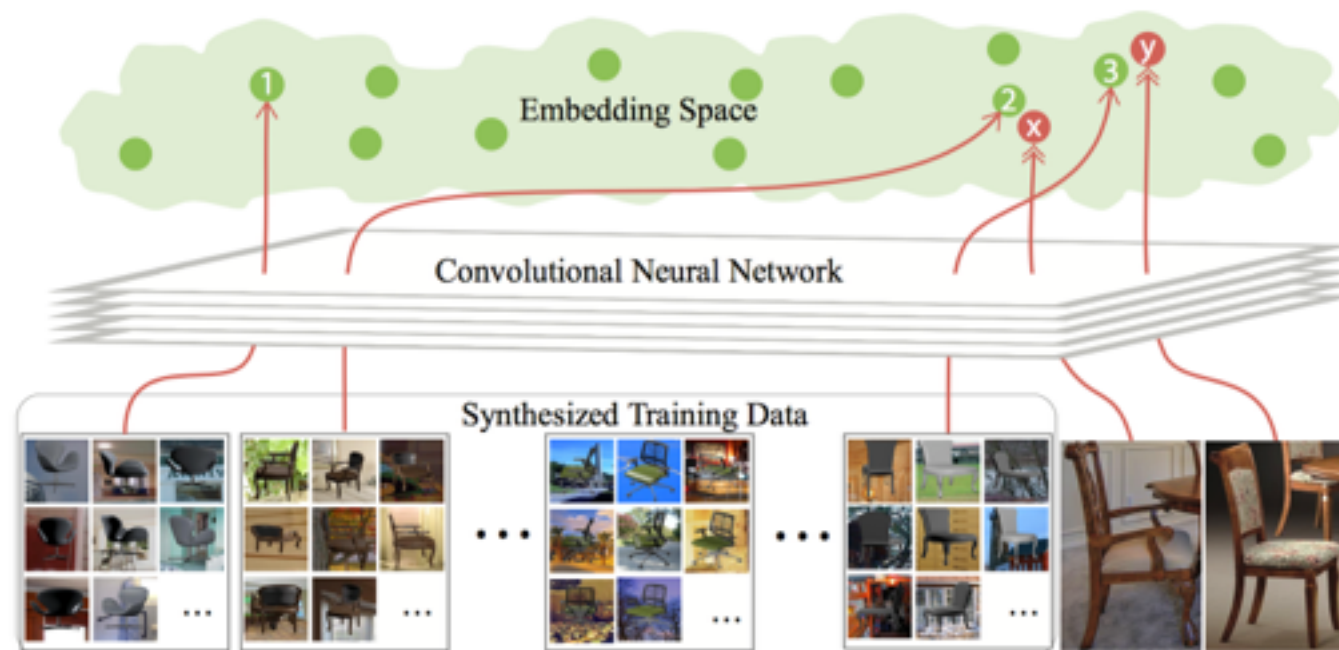 1
2
3
x
y
Embedding Space
Convolutional Neural Network
Synthesized Training Data
...
...
...
...
...
...